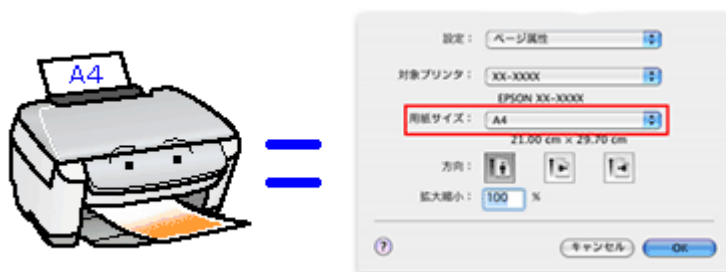 A4
設定： ページ属性
対象プリンタ： XX-XXXX
EPSON XX-XXXX
用紙サイズ： A4
21.00 cm × 29.70 cm
方向：
拡大縮小： 100 %
? キャンセル OK